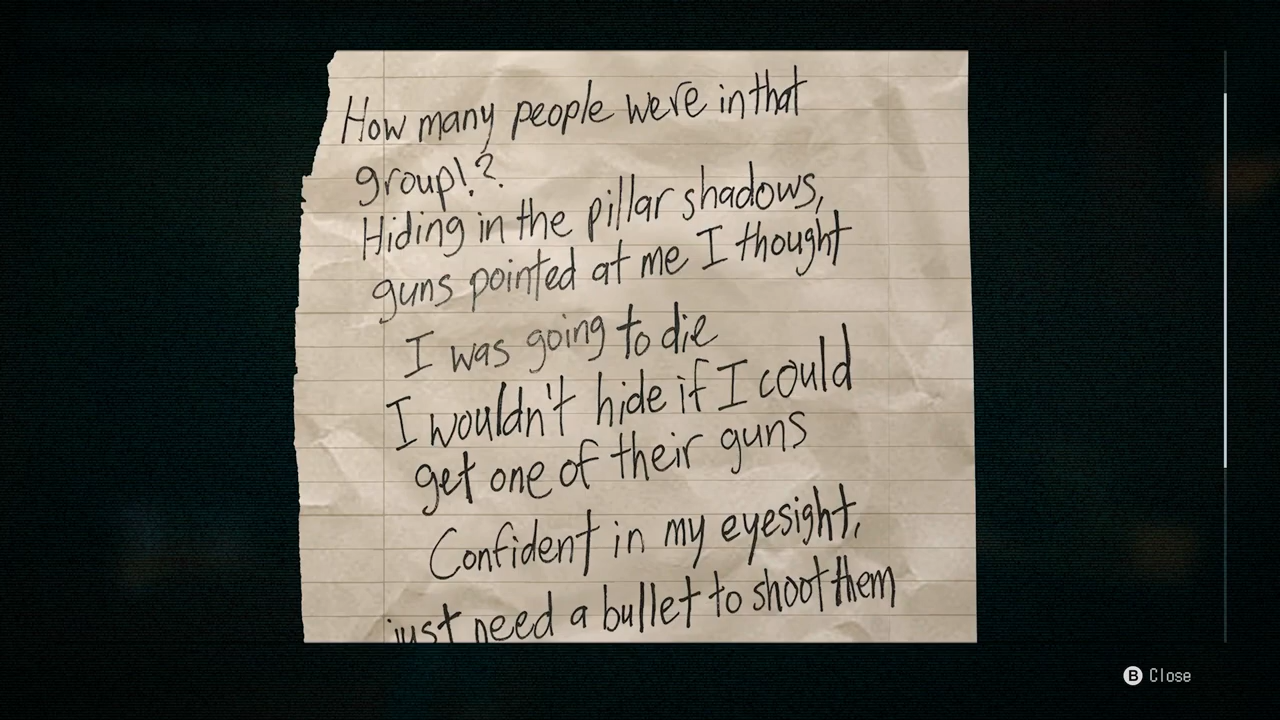 How many people were in that
group!?
Hiding in the pillar shadows,
guns pointed at me I thought
I was going to die
I wouldn't hide if I could
get one of their guns
Confident in my eyesight,
just need a bullet to shoot them
B Close